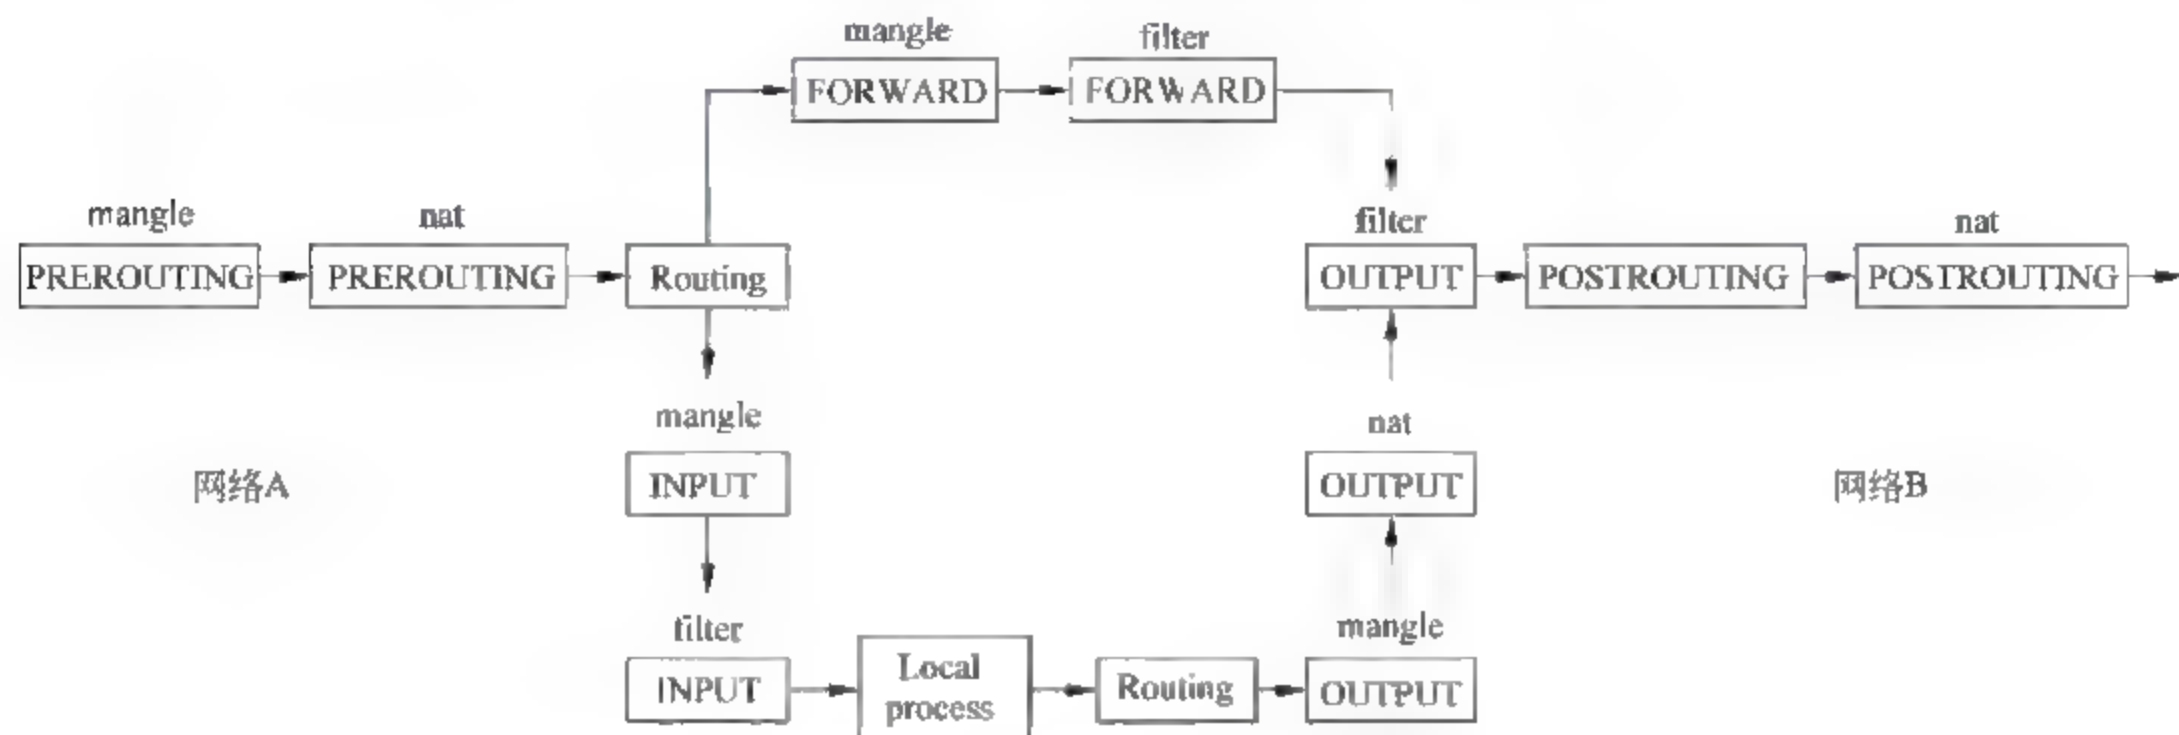 mangle
filter
FORWARD
FORWARD
mangle
nat
filter
nat
PREROUTING
PREROUTING
Routing
OUTPUT
POSTROUTING
POSTROUTING
mangle
nat
网络A
INPUT
OUTPUT
网络B
filter
mangle
INPUT
Local
process
Routing
OUTPUT